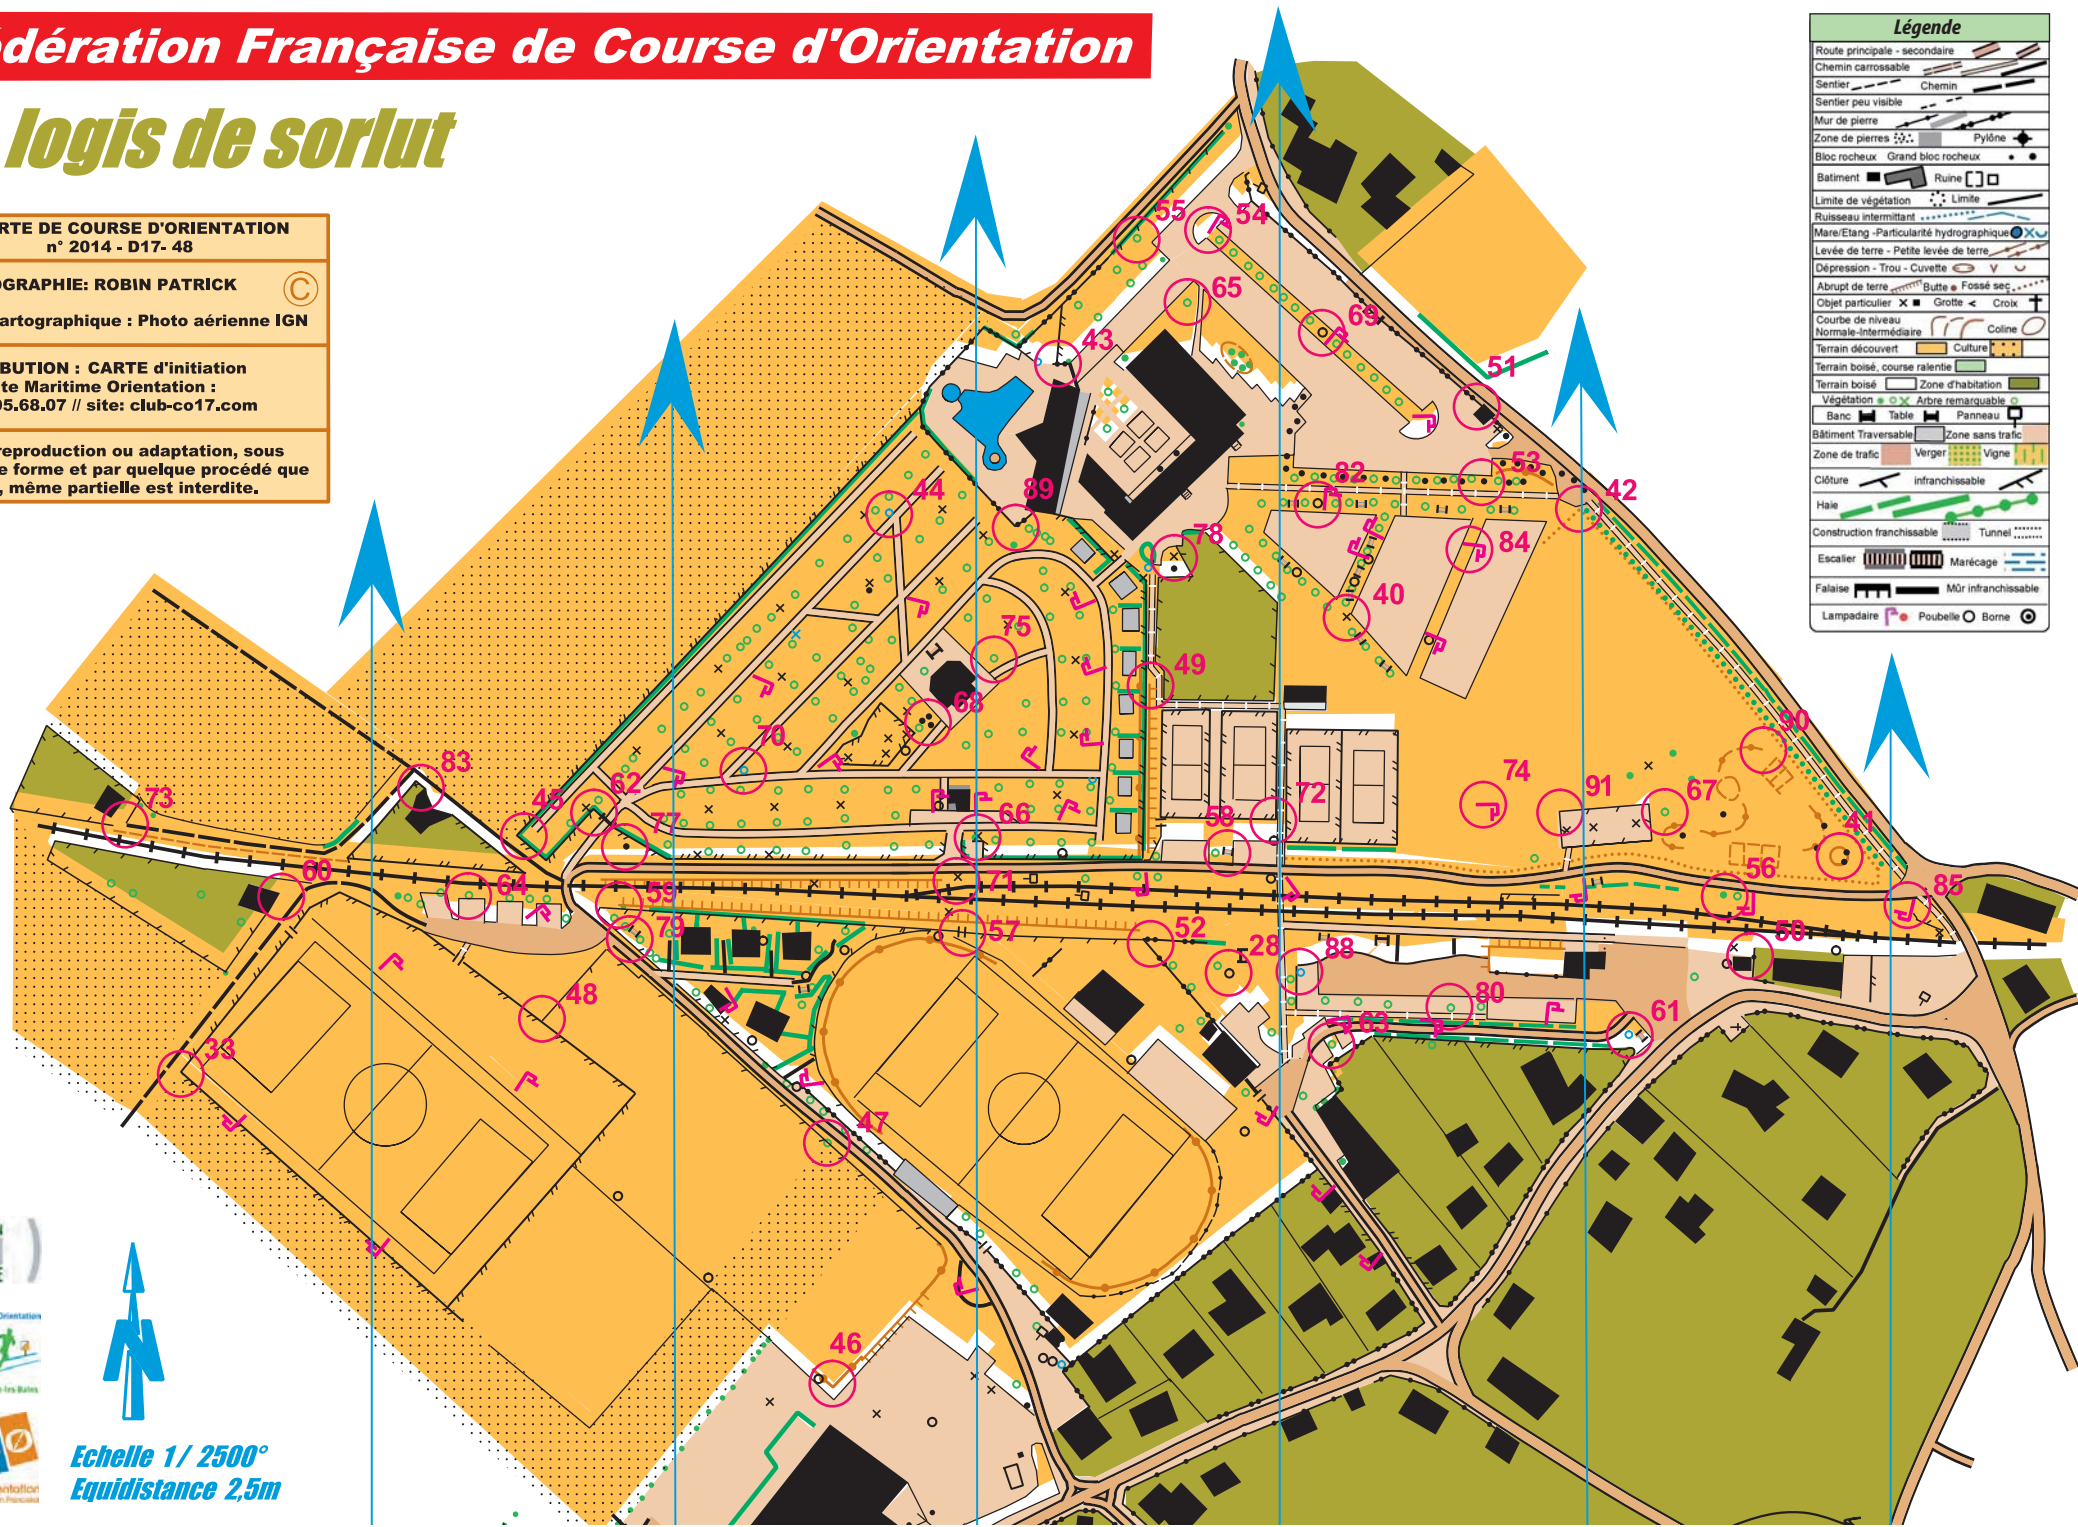 dération Française de Course d'Orientation
logis de sorlut
RTE DE COURSE D'ORIENTATION
n° 2014 - D17- 48
OGRAPHIE: ROBIN PATRICK
C
artographique : Photo aérienne IGN
BUTION : CARTE d'initiation
te Maritime Orientation :
95.68.07 // site: club-co17.com
reproduction ou adaptation, sous
e forme et par quelque procédé que
, même partielle est interdite.
Légende
Route principale - secondaire
Chemin carrossable
Sentier Chemin
Sentier peu visible
Mur de pierre
Zone de pierres Pylône
Bloc rocheux Grand bloc rocheux
Batiment Ruine
Limite de végétation Limite
Ruisseau intermittant
Mare/Etang -Particularité hydrographique
Levée de terre - Petite levée de terre
Dépression - Trou - Cuvette
Abrupt de terre Butte Fossé sec
Objet particulier Grotte Croix
Courbe de niveau
Normale-Intermédiaire Coline
Terrain découvert Culture
Terrain boisé, course ralentie
Terrain boisé Zone d'habitation
Végétation Arbre remarquable
Banc Table Panneau
Bâtiment Traversable Zone sans trafic
Zone de trafic Verger Vigne
Clôture infranchissable
Haie
Construction franchissable Tunnel
Escalier Marécage
Falaise Mûr infranchissable
Lampadaire Poubelle Borne
55
54
65
69
43
51
44
89
82
53
42
78
84
40
75
49
68
70
90
83
73
45
62
77
66
58
72
74
91
67
41
60
64
59
71
56
85
79
57
52
28
88
50
48
80
63
61
33
47
46
N
Echelle 1/ 2500°
Equidistance 2,5m